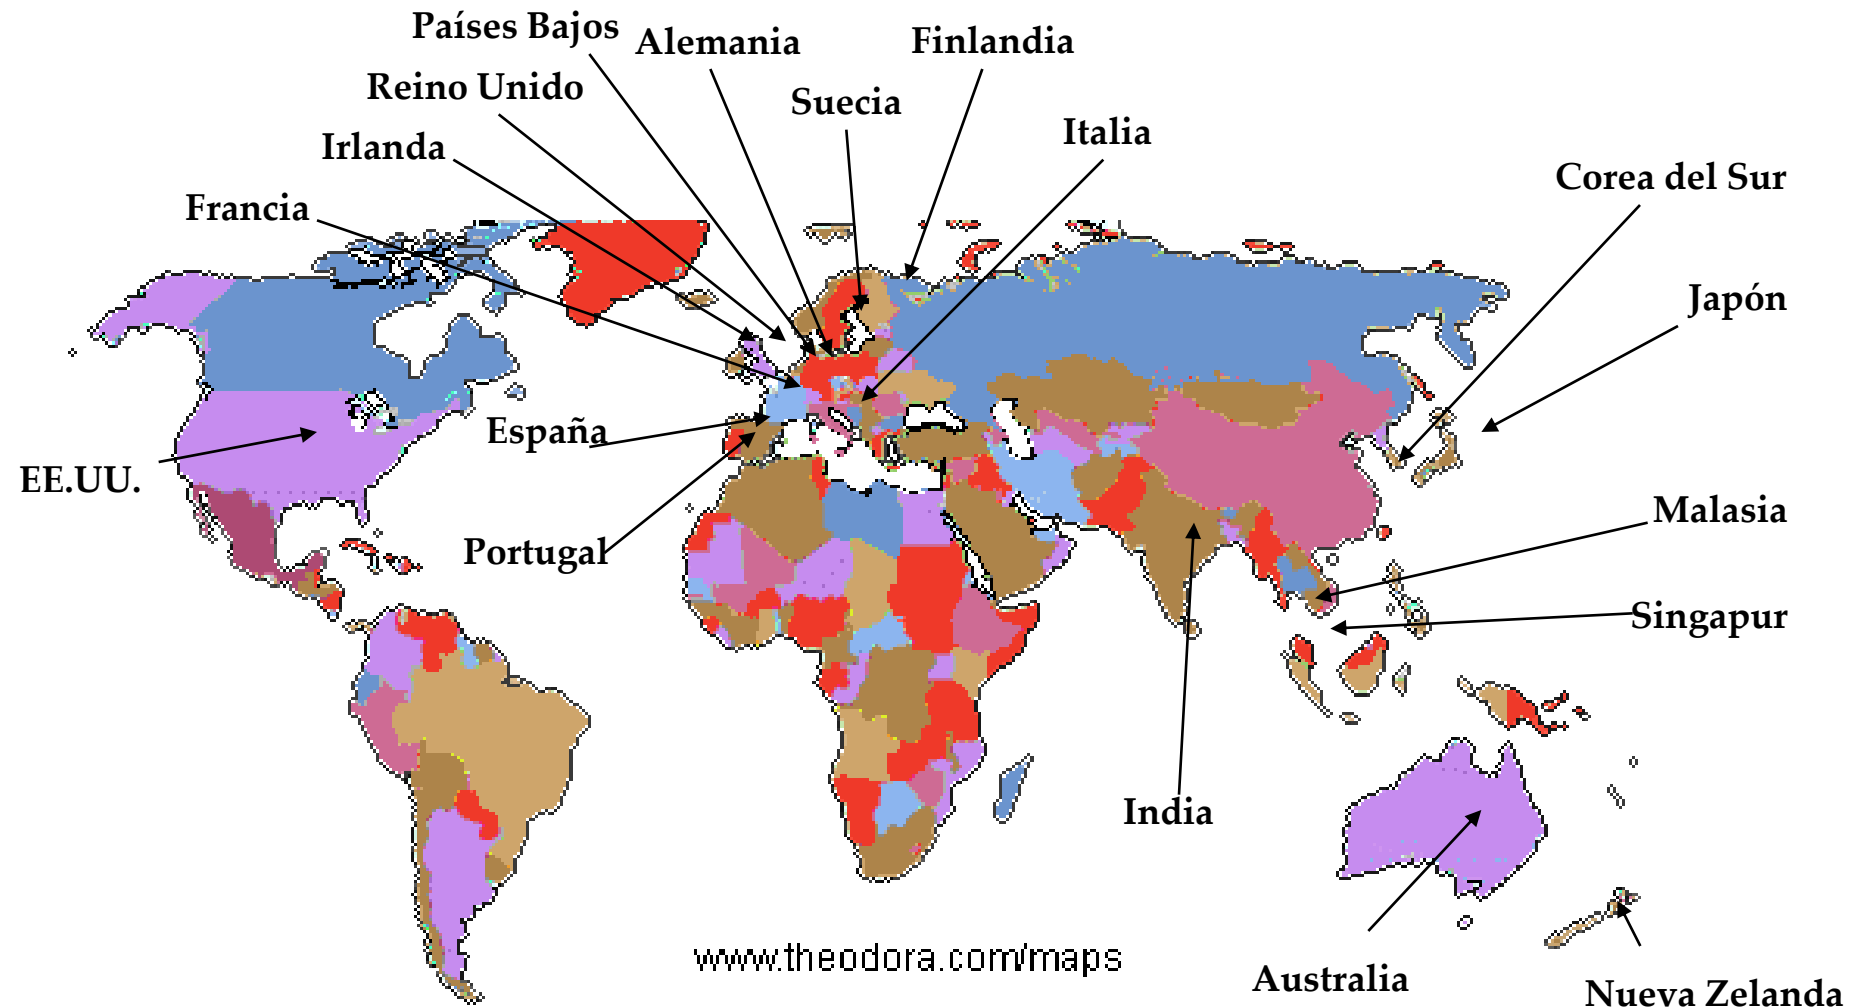 Países Bajos
Alemania
Finlandia
Reino Unido
Suecia
Irlanda
Italia
Corea del Sur
Francia
Japón
España
EE.UU.
Malasia
Portugal
Singapur
India
www.theodora.com/maps
Australia
Nueva Zelanda